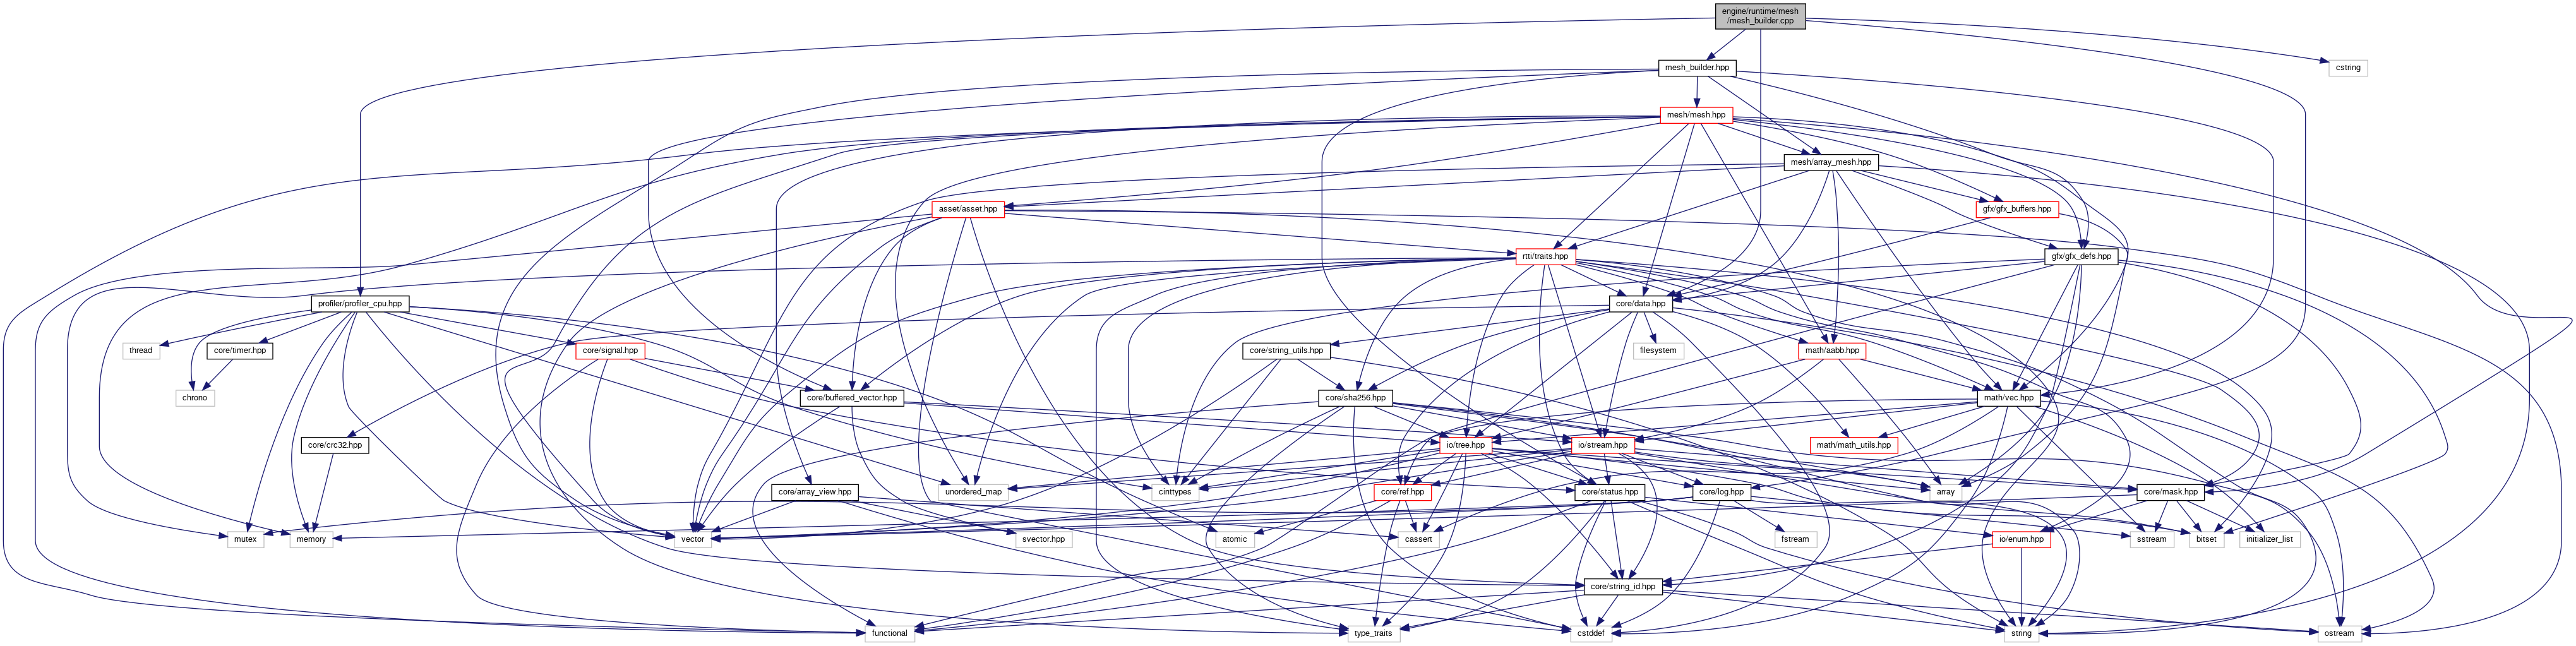 engine/runtime/mesh
/mesh_builder.cpp
mesh_builder.hpp
cstring
mesh/mesh.hpp
mesh/array_mesh.hpp
asset/asset.hpp
gfx/gfx_buffers.hpp
rtti/traits.hpp
gfx/gfx_defs.hpp
profiler/profiler_cpu.hpp
core/data.hpp
thread
core/timer.hpp
core/signal.hpp
core/string_utils.hpp
filesystem
math/aabb.hpp
chrono
core/buffered_vector.hpp
core/sha256.hpp
math/vec.hpp
core/crc32.hpp
io/tree.hpp
io/stream.hpp
math/math_utils.hpp
core/array_view.hpp
unordered_map
cinttypes
core/ref.hpp
core/status.hpp
core/log.hpp
array
core/mask.hpp
mutex
memory
vector
svector.hpp
atomic
cassert
fstream
io/enum.hpp
sstream
bitset
initializer_list
core/string_id.hpp
functional
type_traits
cstddef
string
ostream